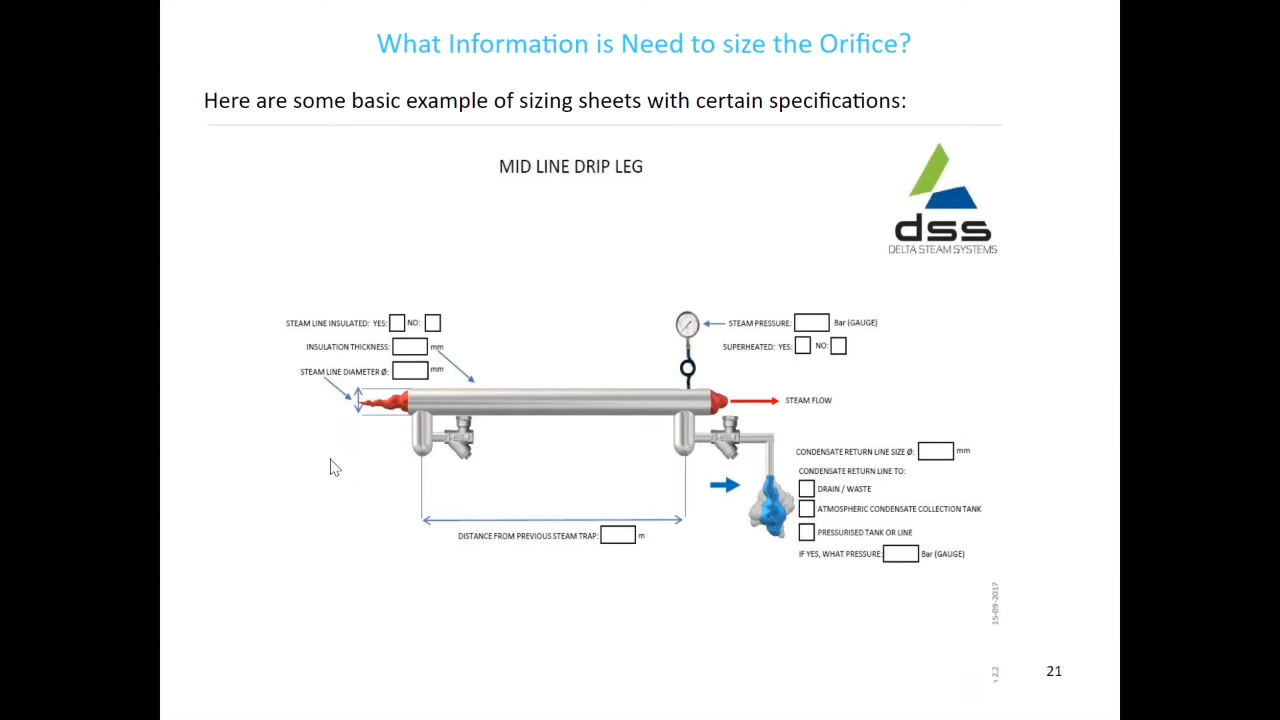 What Information is Need to size the Orifice?
Here are some basic example of sizing sheets with certain specifications:
MID LINE DRIP LEG
dss
DELTA STEAM SYSTEMS
STEAM LINE INSULATED: YES: NO:
INSULATION THICKNESS: mm
STEAM LINE DIAMETER Ø: mm
STEAM PRESSURE: Bar (GAUGE)
SUPERHEATED: YES: NO:
STEAM FLOW
CONDENSATE RETURN LINE SIZE Ø: mm
CONDENSATE RETURN LINE TO:
DRAIN / WASTE
ATMOSPHERIC CONDENSATE COLLECTION TANK
PRESSURISED TANK OR LINE
IF YES, WHAT PRESSURE: Bar (GAUGE)
DISTANCE FROM PREVIOUS STEAM TRAP: m
15-09-2017
2.2
21